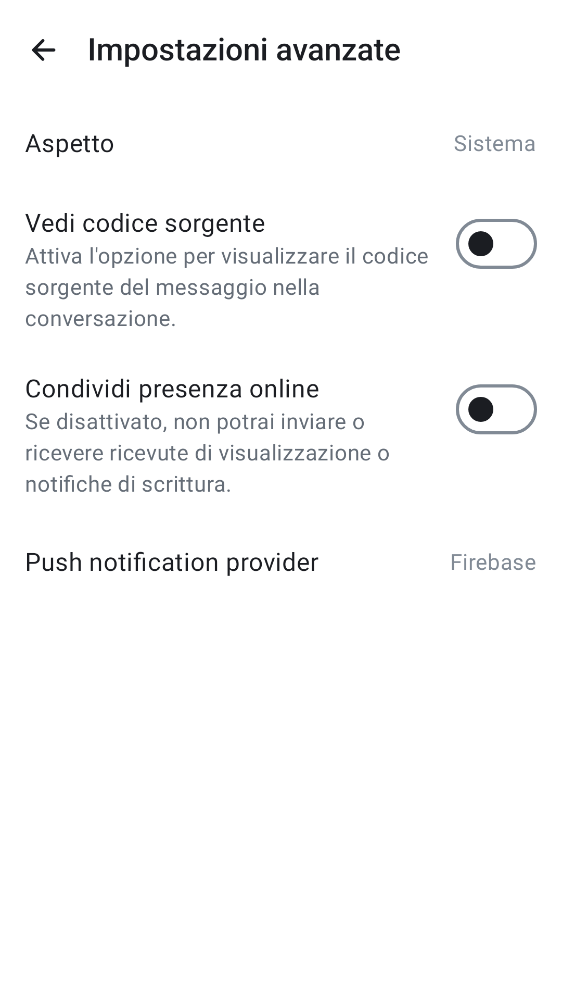 Impostazioni avanzate
Aspetto
Sistema
Vedi codice sorgente
Attiva l'opzione per visualizzare il codice
sorgente del messaggio nella
conversazione.
Condividi presenza online
Se disattivato, non potrai inviare o
ricevere ricevute di visualizzazione o
notifiche di scrittura.
Push notification provider
Firebase